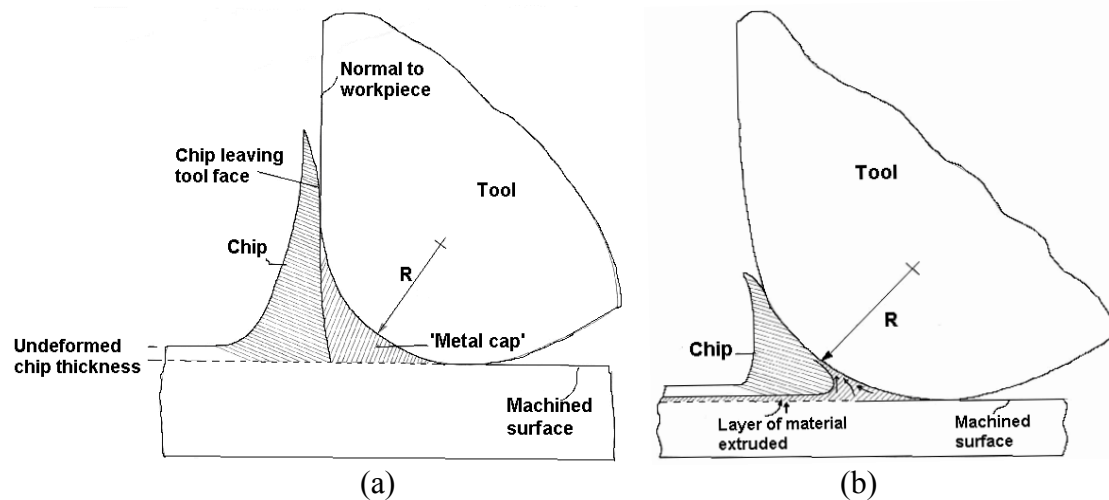 Normal to
workpiece
Chip leaving
tool face
Tool
Chip
R
'Metal cap'
Undeformed
chip thickness
Machined
surface
(a)
Tool
R
Chip
Layer of material
extruded
Machined
surface
(b)